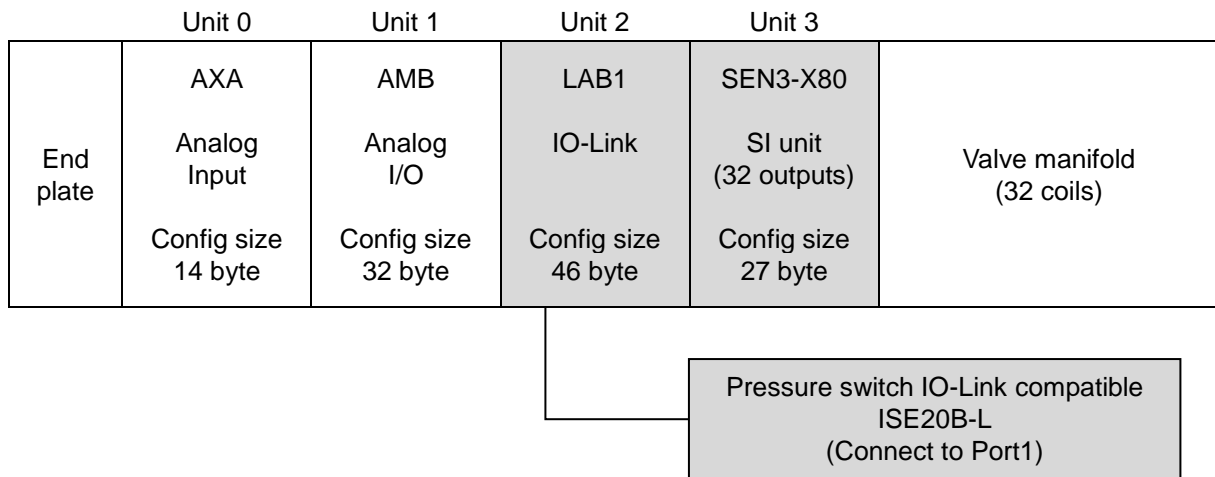 Unit 0
Unit 1
Unit 2
Unit 3
End
plate
AXA
Analog
Input
Config size
14 byte
AMB
Analog
I/O
Config size
32 byte
LAB1
IO-Link
Config size
46 byte
SEN3-X80
SI unit
(32 outputs)
Config size
27 byte
Valve manifold
(32 coils)
Pressure switch IO-Link compatible
ISE20B-L
(Connect to Port1)